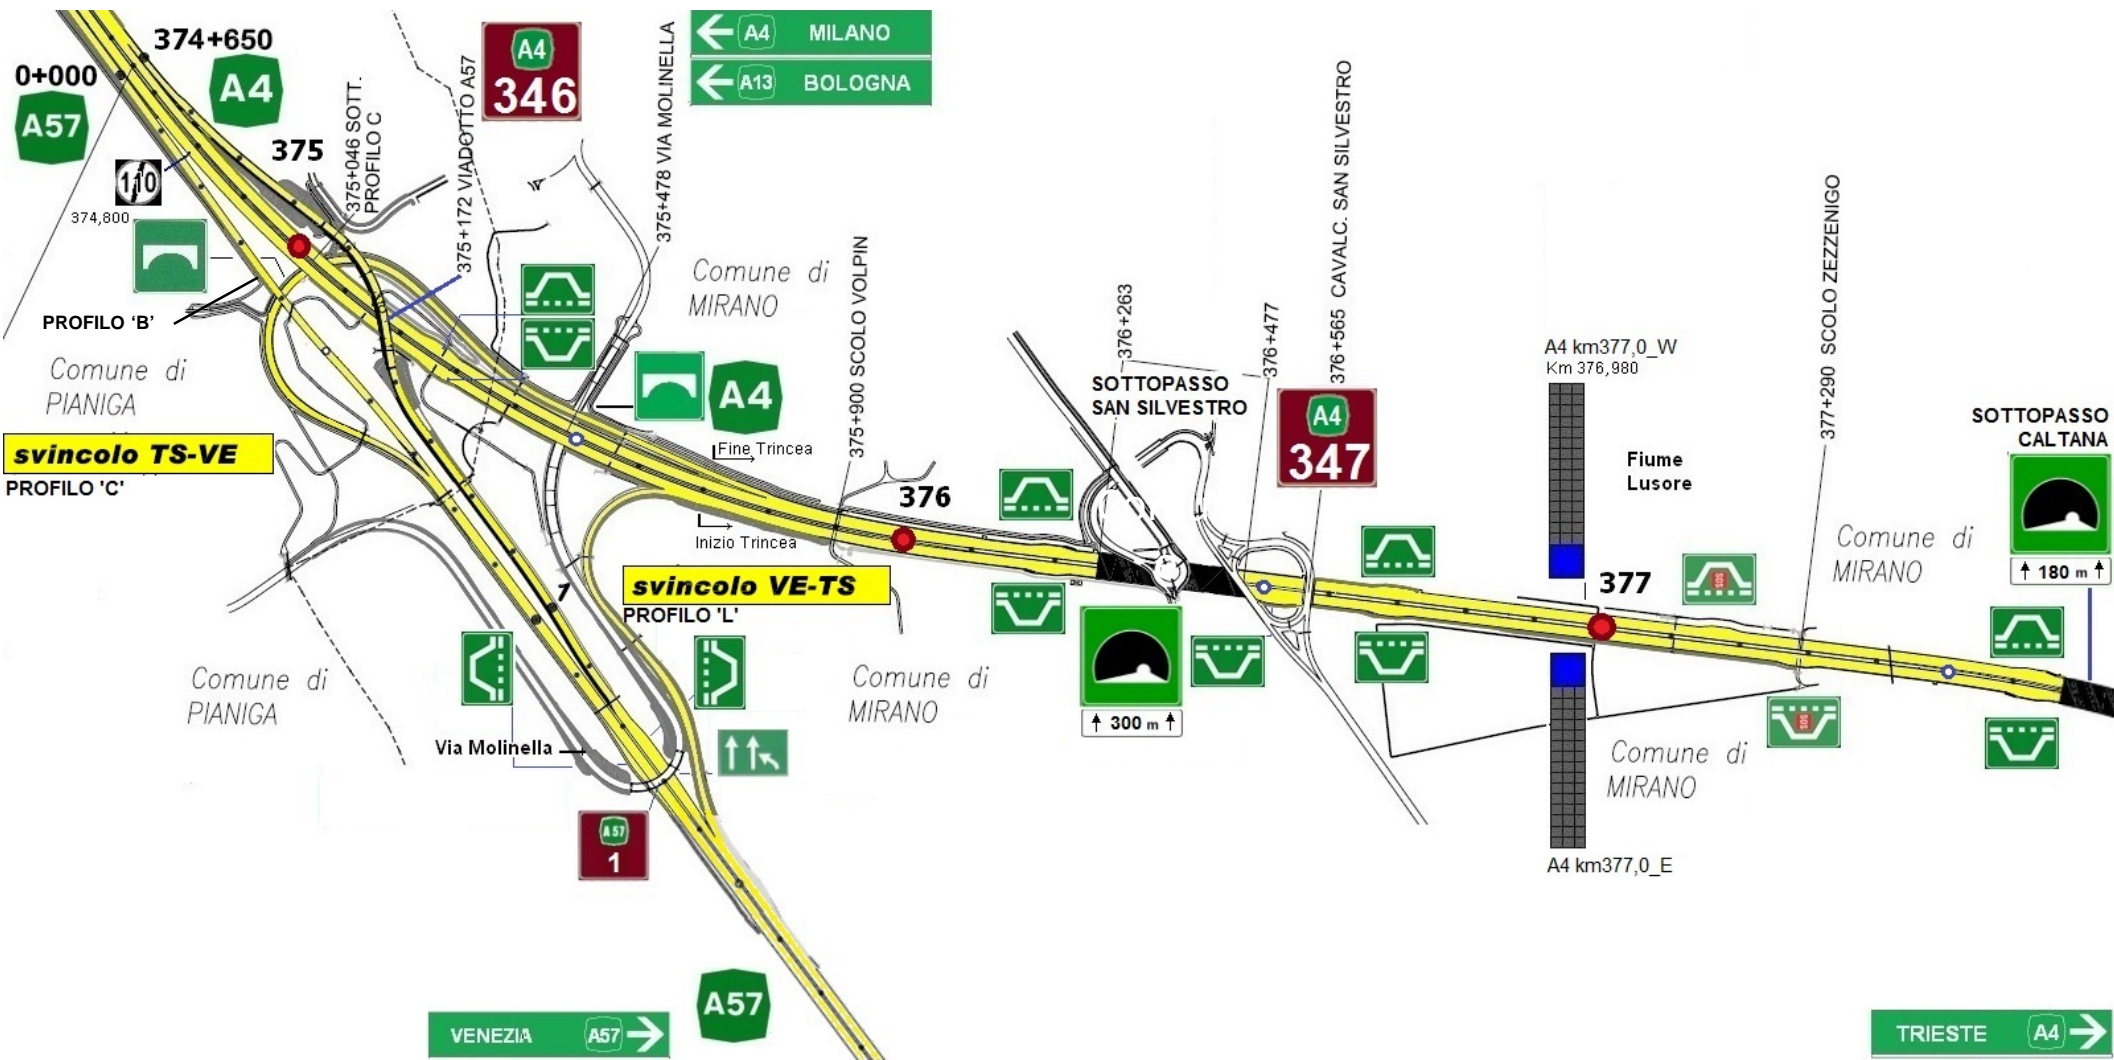 0+000
A57
374+650
A4
375
110
374,800
375+046 SOTT.
PROFILO C
375+172 VIADOTTO A57
A4
346
375+478 VIA MOLINELLA
A4 MILANO
A13 BOLOGNA
PROFILO ‘B’
Comune di
PIANIGA
svincolo TS-VE
PROFILO 'C'
Comune di
MIRANO
A4
Fine Trincea
Inizio Trincea
375+900 SCOLO VOLPIN
376
svincolo VE-TS
PROFILO 'L'
1
Comune di
PIANIGA
Via Molinella
A57
1
Comune di
MIRANO
376+263
SOTTOPASSO
SAN SILVESTRO
300 m
376+477
376+565 CAVALC. SAN SILVESTRO
A4
347
A4 km377,0_W
Km 376,980
Fiume
Lusore
377
SOS
377+290 SCOLO ZEZZENIGO
Comune di
MIRANO
SOTTOPASSO
CALTANA
180 m
SOS
Comune di
MIRANO
A4 km377,0_E
VENEZIA A57
A57
TRIESTE A4